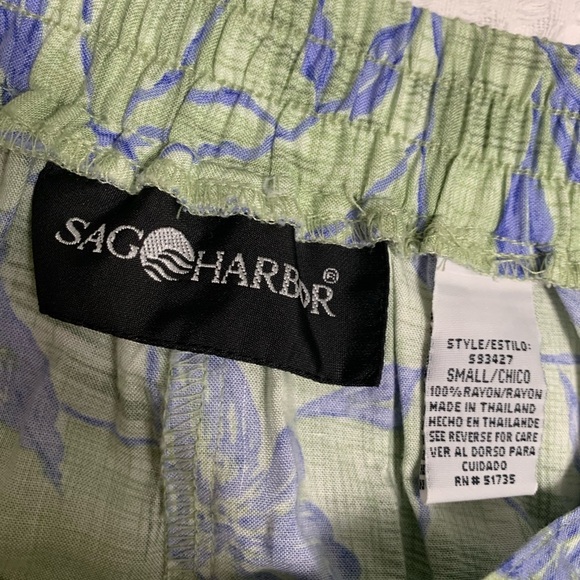 SAG HARBOR®
STYLE/ESTILO:
S93427
SMALL/CHICO
100% RAYON/RAYON
MADE IN THAILAND
HECHO EN THAILANDE
SEE REVERSE FOR CARE
VER AL DORSO PARA
CUIDADO
RN# 51735